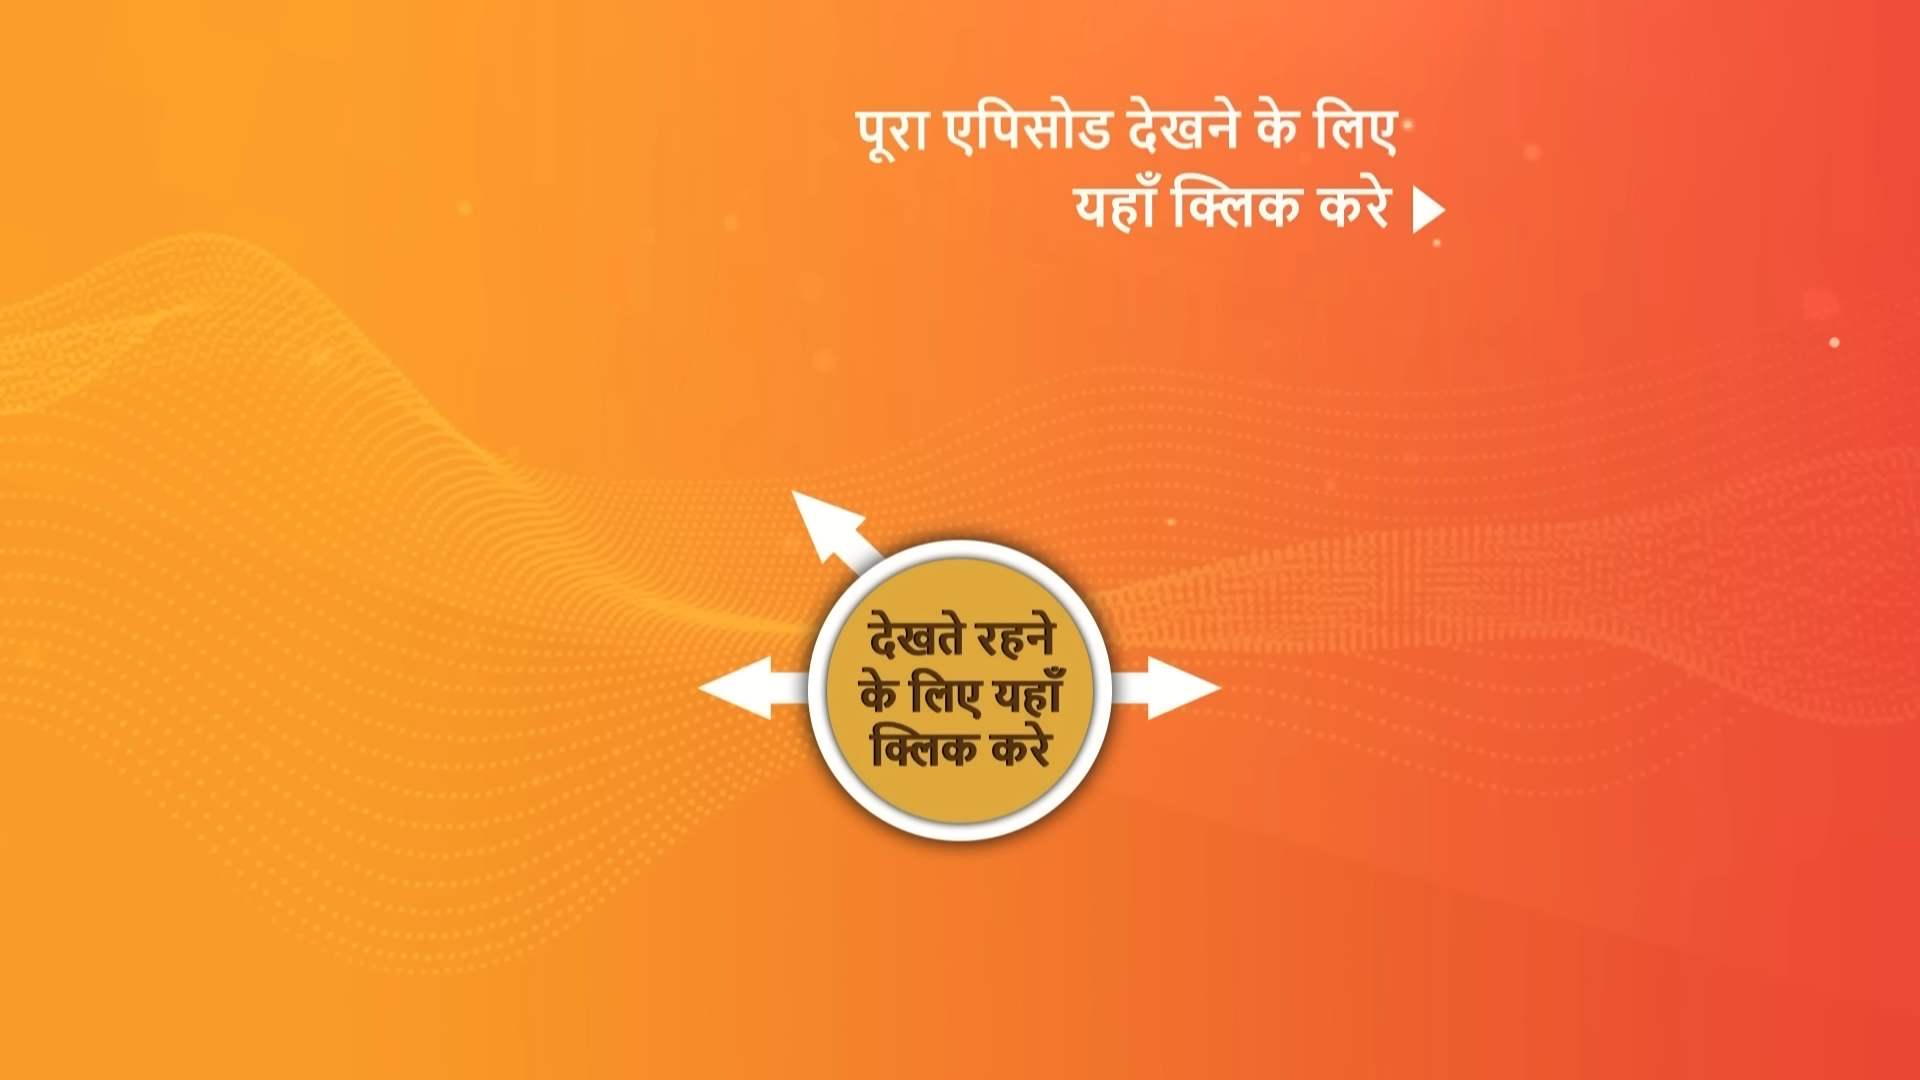 पूरा एपिसोड देखने के लिए
यहाँ क्लिक करे
देखते रहने
के लिए यहाँ
क्लिक करे